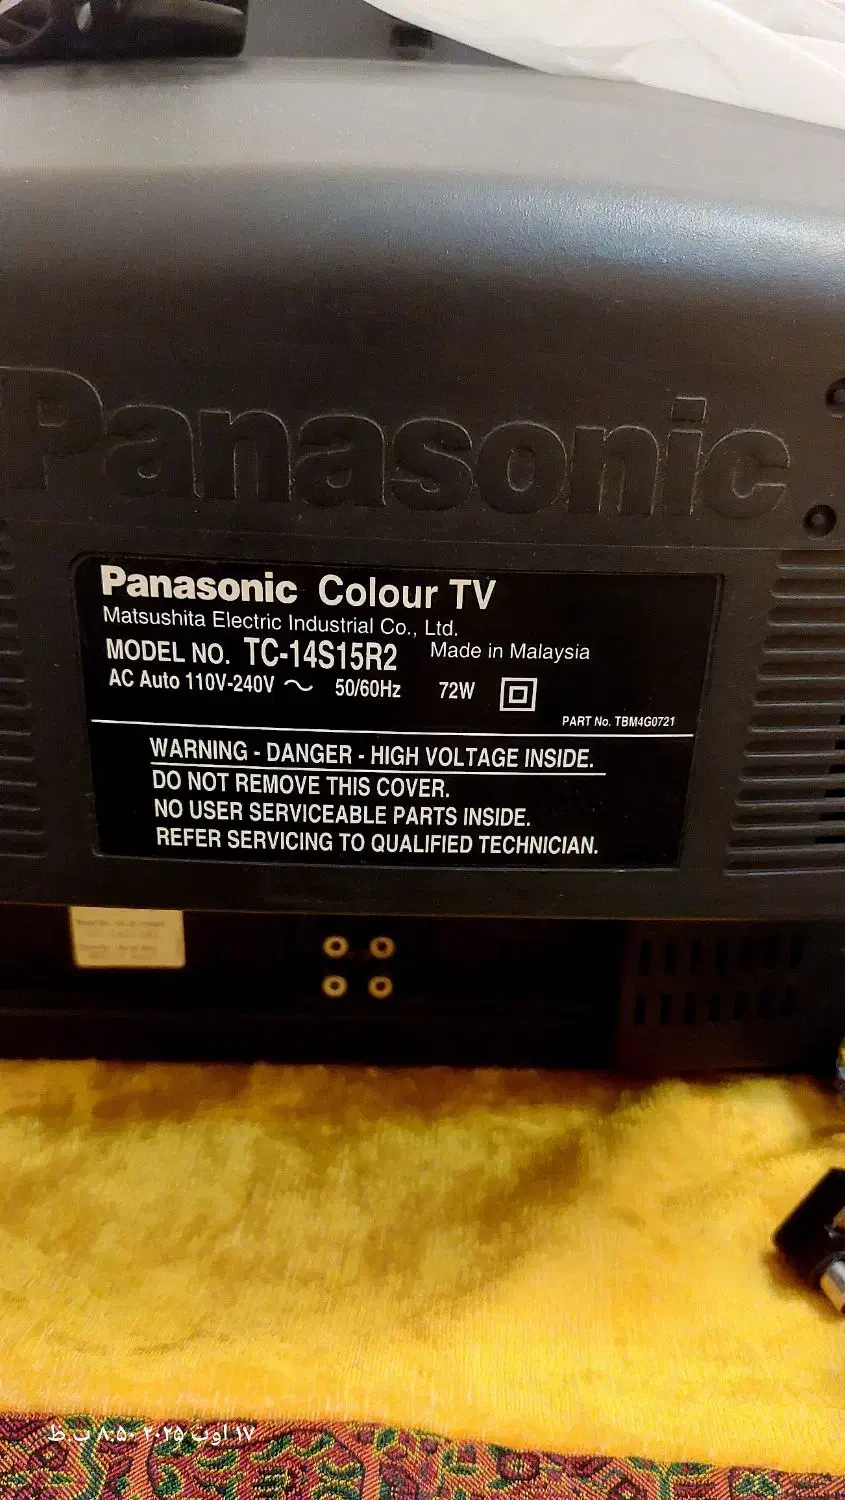 Panasonic
Panasonic Colour TV
Matsushita Electric Industrial Co., Ltd.
MODEL NO. TC-14S15R2 Made in Malaysia
AC Auto 110V-240V ~ 50/60Hz 72W
PART No. TBM4G0721
WARNING - DANGER - HIGH VOLTAGE INSIDE.
DO NOT REMOVE THIS COVER.
NO USER SERVICEABLE PARTS INSIDE.
REFER SERVICING TO QUALIFIED TECHNICIAN.
۱۷ اوت ۲۰۲۵ ۸:۵۰ ب.ظ